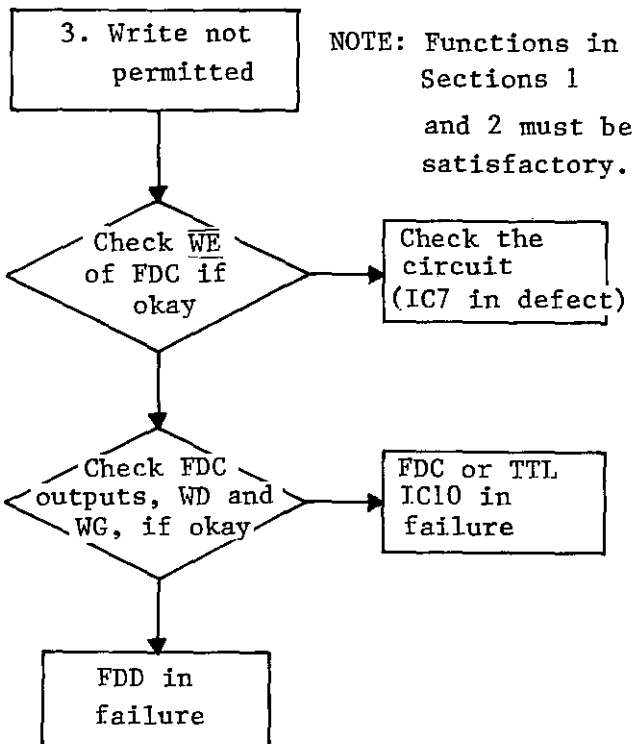 3. Write not
permitted
NOTE: Functions in
Sections 1
and 2 must be
satisfactory.
Check W̅E̅
of FDC if
okay
Check the
circuit
(IC7 in defect)
Check FDC
outputs, WD and
WG, if okay
FDC or TTL
IC10 in
failure
FDD in
failure